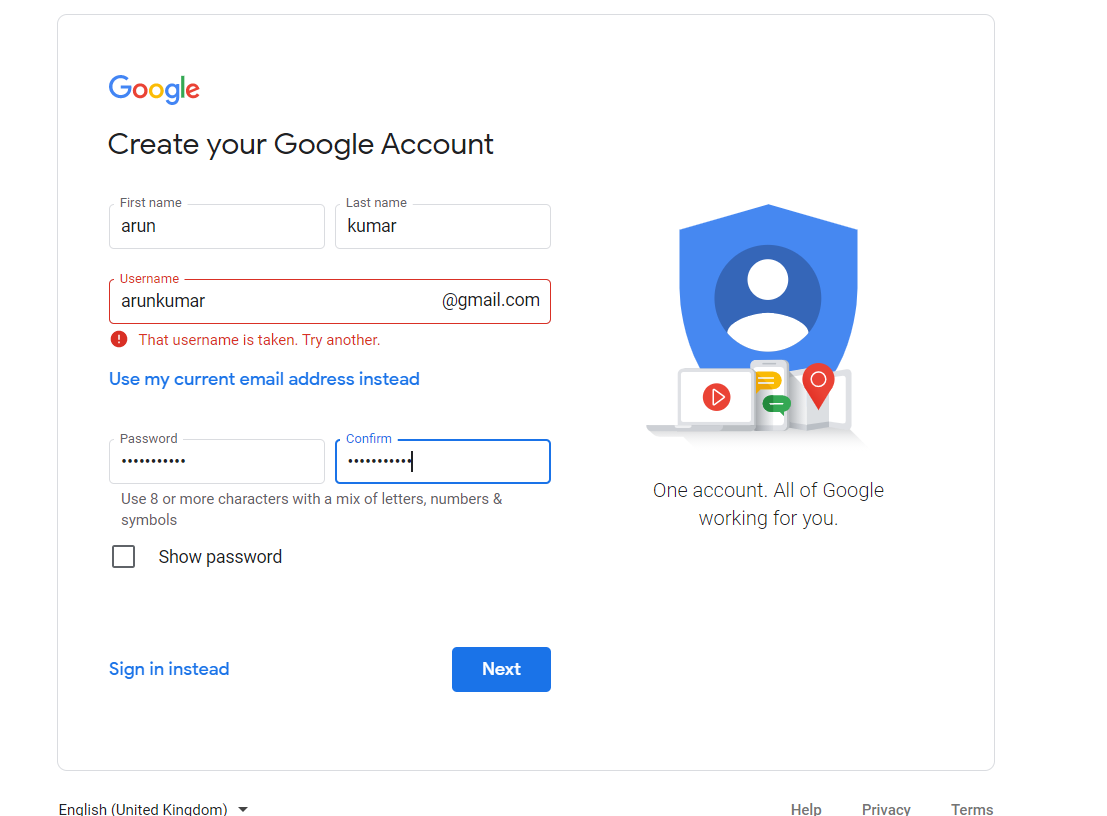 Google
Create your Google Account
First name
arun
Last name
kumar
Username
arunkumar @gmail.com
That username is taken. Try another.
Use my current email address instead
Password
•••••••••••
Confirm
•••••••••••
Use 8 or more characters with a mix of letters, numbers &
symbols
Show password
Sign in instead
Next
One account. All of Google
working for you.
English (United Kingdom)
Help
Privacy
Terms